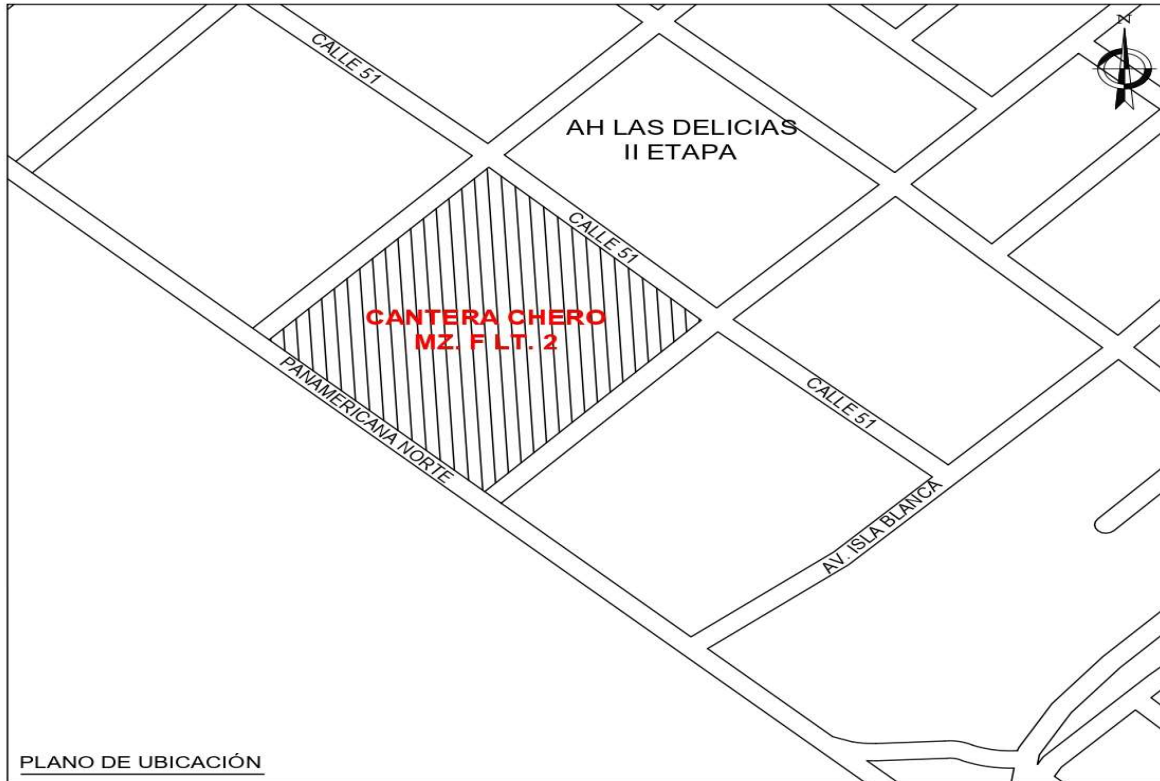 N
CALLE 51
AH LAS DELICIAS
II ETAPA
CALLE 51
CANTERA CHERO
MZ. F LT. 2
PANAMERICANA NORTE
CALLE 51
AV. ISLA BLANCA
PLANO DE UBICACIÓN